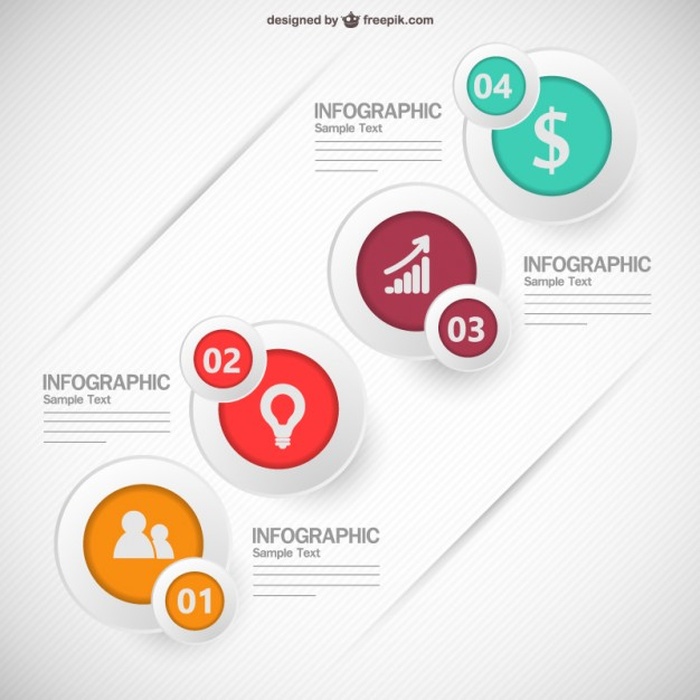 designed by freepik.com
04
INFOGRAPHIC
Sample Text
$
INFOGRAPHIC
Sample Text
03
02
INFOGRAPHIC
Sample Text
INFOGRAPHIC
Sample Text
01